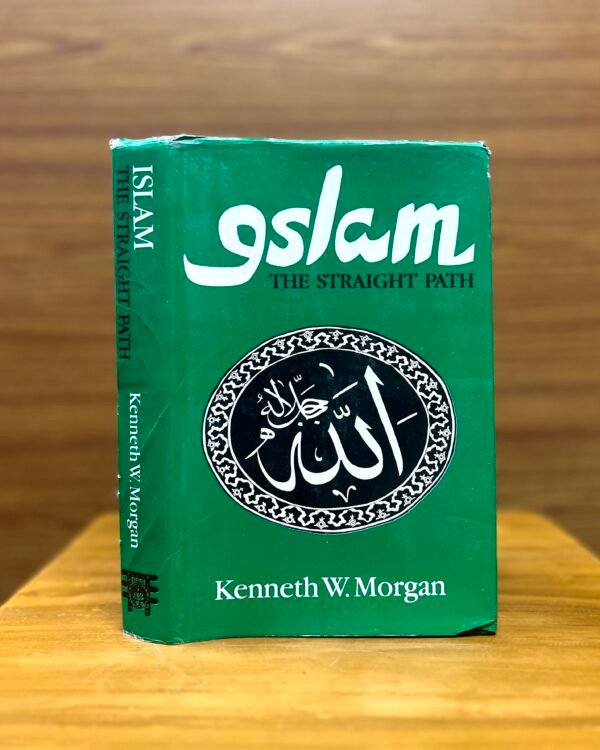 ISLAM
THE STRAIGHT PATH
Kenneth W. Morgan
Islam
THE STRAIGHT PATH
الله
جل جلاله
Kenneth W. Morgan